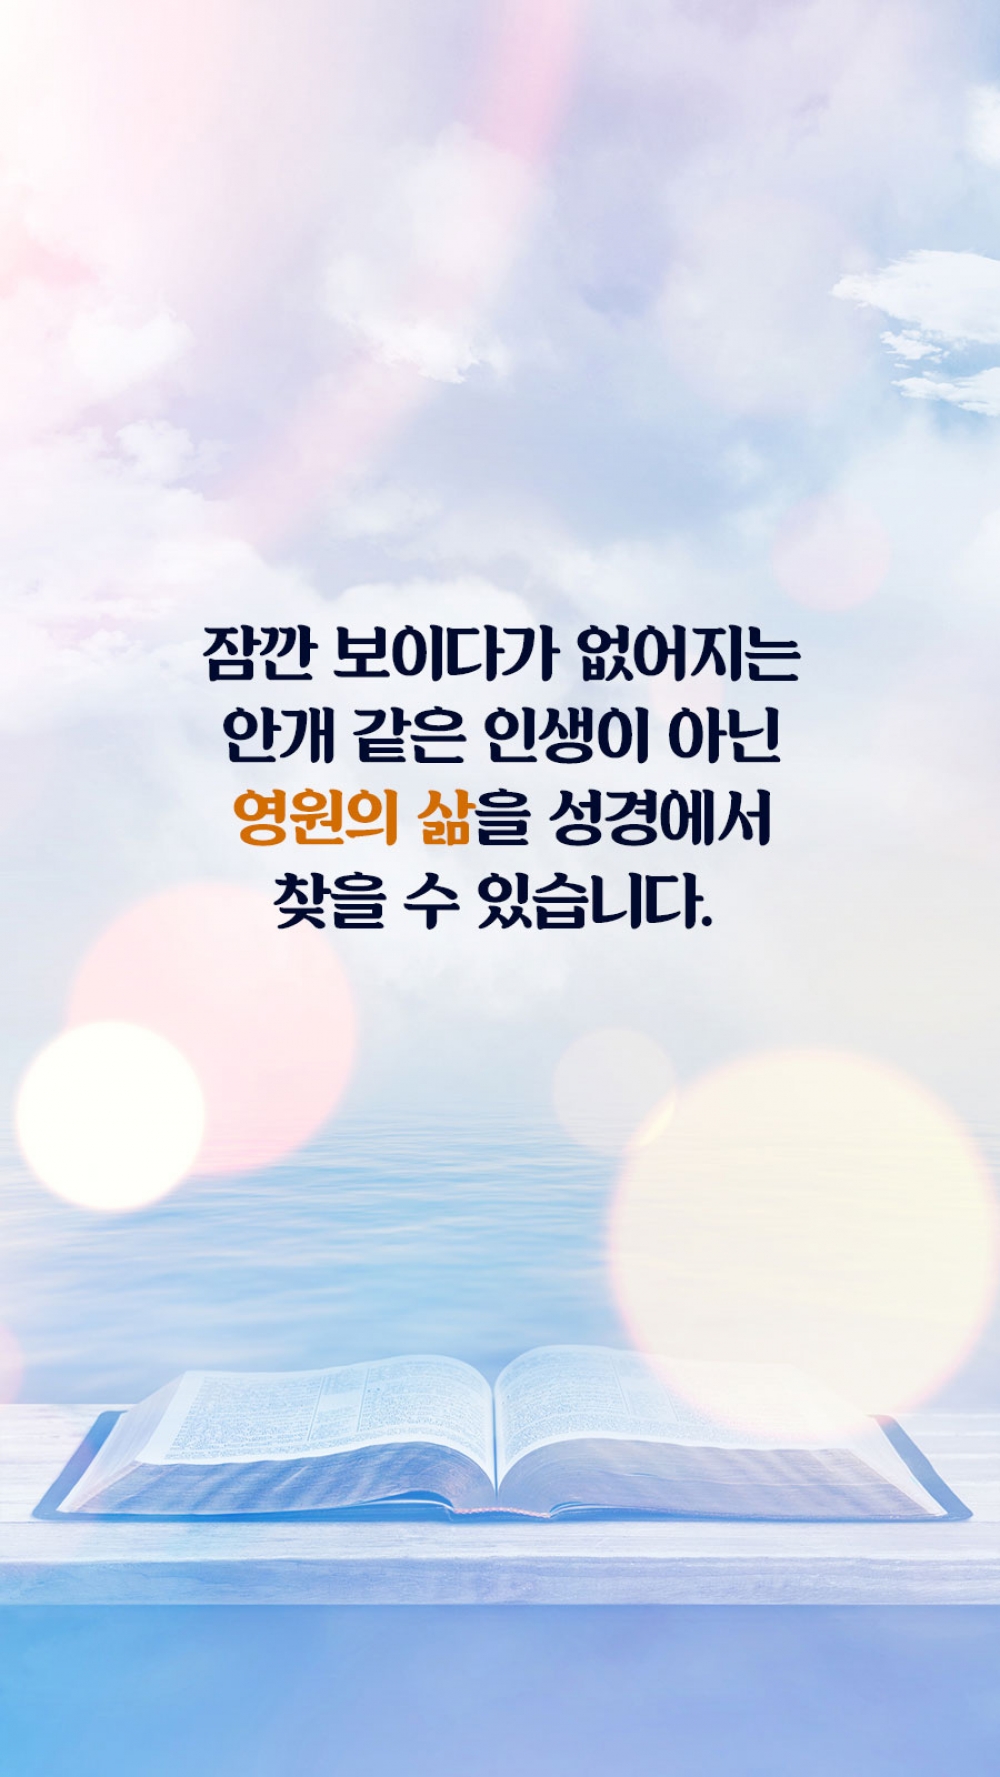 잠깐 보이다가 없어지는
안개 같은 인생이 아닌
영원의 삶을 성경에서
찾을 수 있습니다.